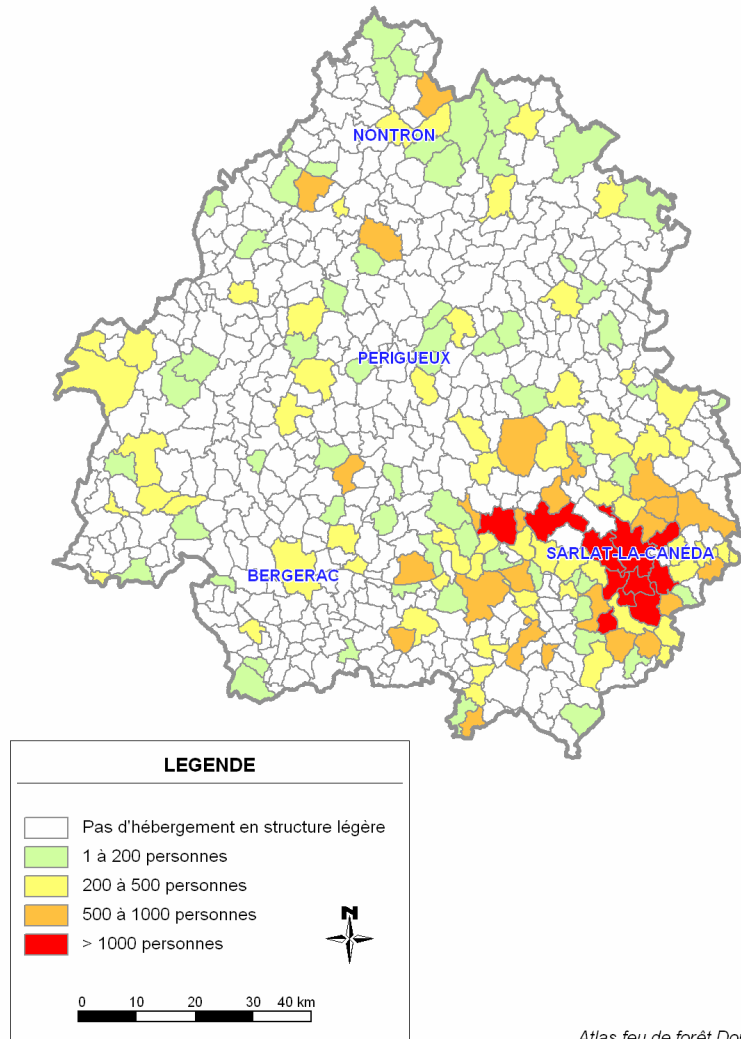 NONTRON
PERIGUEUX
SARLAT-LA-CANEDA
BERGERAC
LEGENDE
Pas d'hébergement en structure légère
1 à 200 personnes
200 à 500 personnes
500 à 1000 personnes
> 1000 personnes
N
0 10 20 30 40 km
Atlas feu de forêt